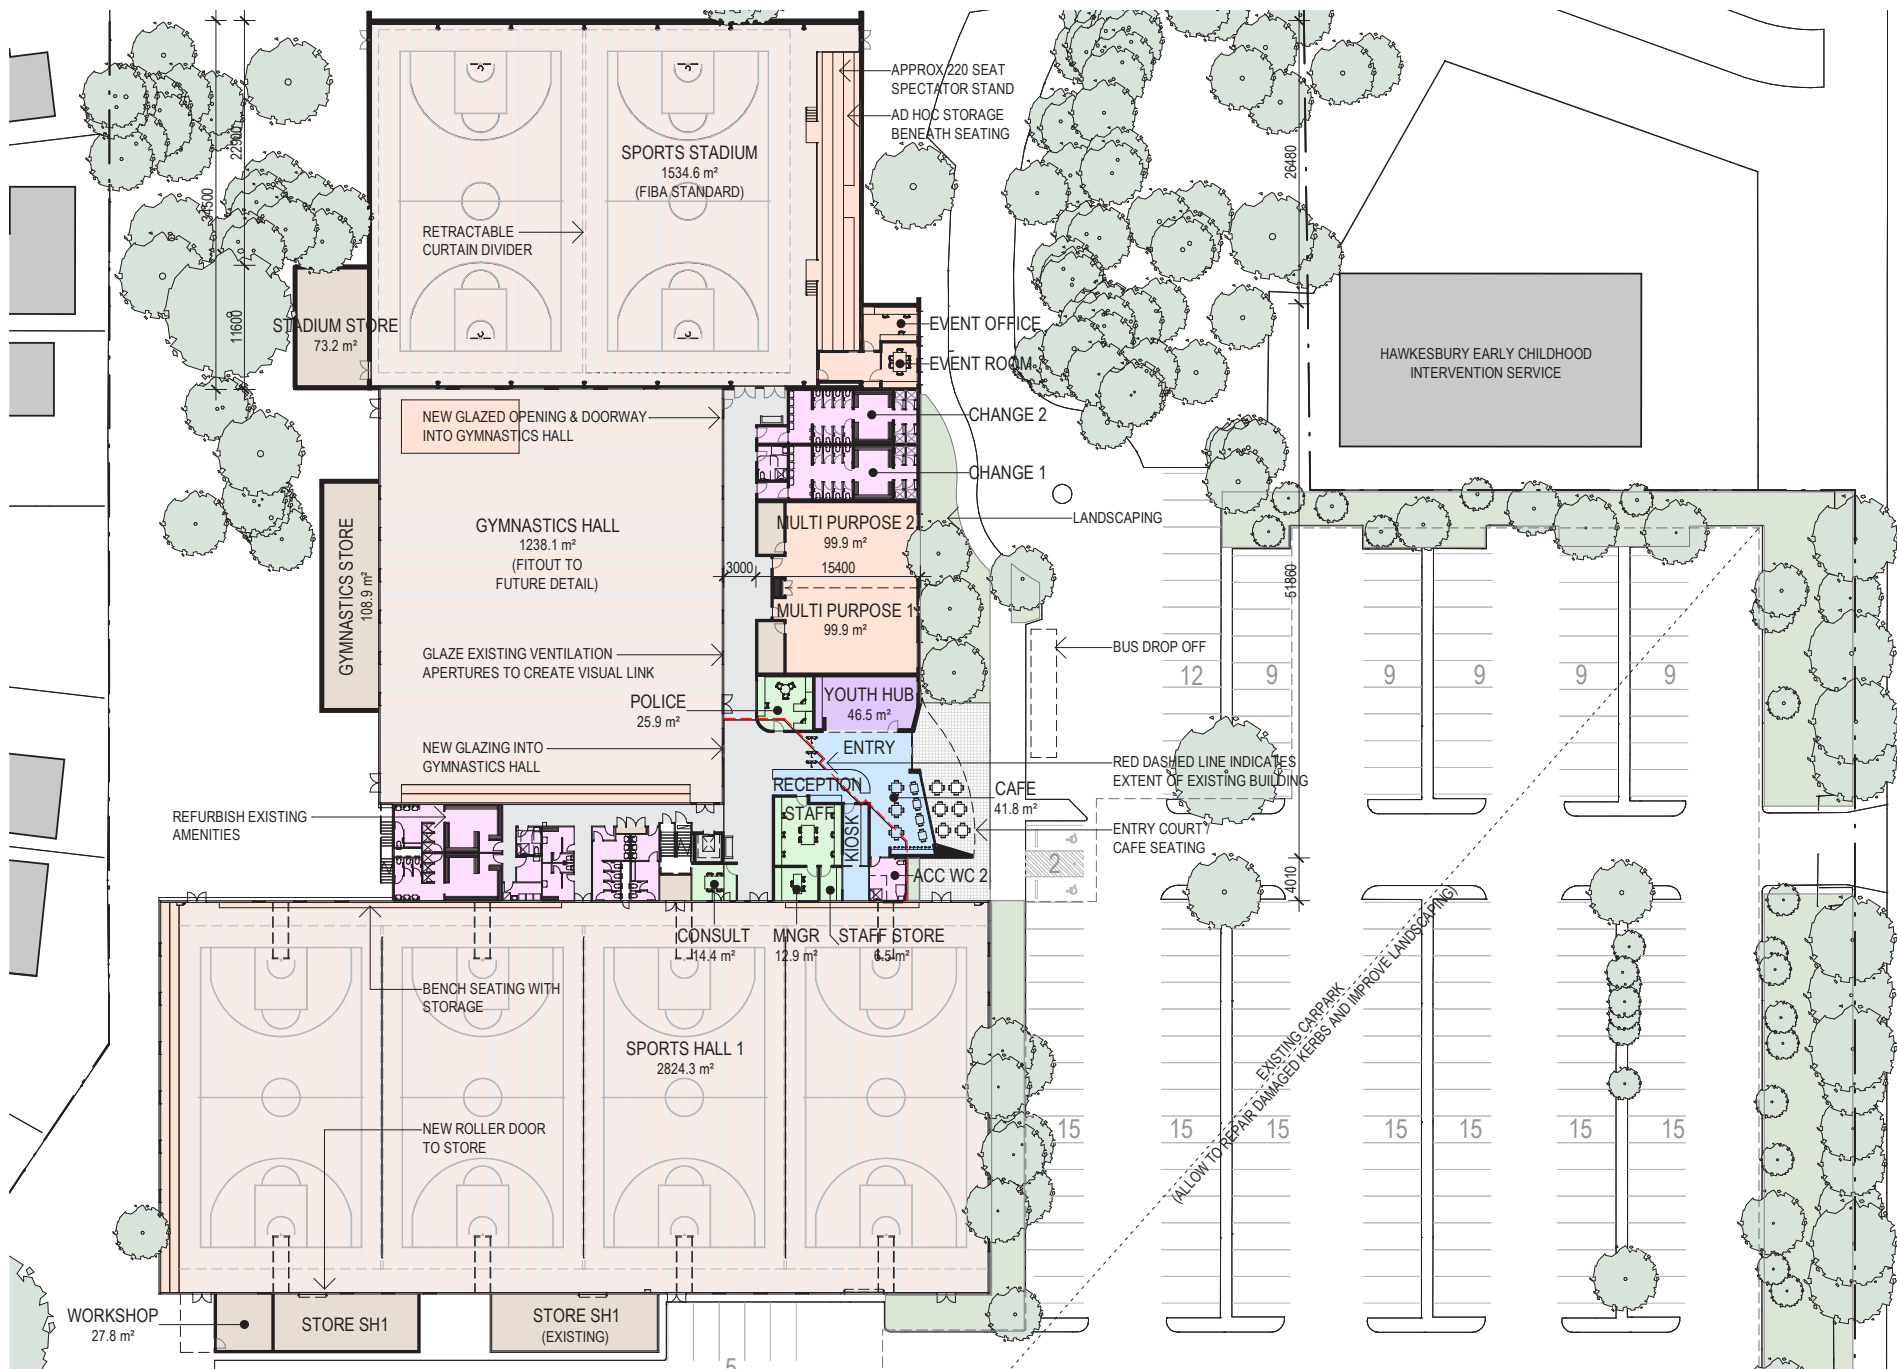 APPROX 220 SEAT
SPECTATOR STAND
AD HOC STORAGE
BENEATH SEATING
22900
34500
11600
26480
SPORTS STADIUM
1534.6 m²
(FIBA STANDARD)
RETRACTABLE
CURTAIN DIVIDER
STADIUM STORE
73.2 m²
EVENT OFFICE
EVENT ROOM
HAWKESBURY EARLY CHILDHOOD
INTERVENTION SERVICE
NEW GLAZED OPENING & DOORWAY
INTO GYMNASTICS HALL
CHANGE 2
CHANGE 1
GYMNASTICS STORE
108.9 m²
GYMNASTICS HALL
1238.1 m²
(FITOUT TO
FUTURE DETAIL)
MULTI PURPOSE 2
99.9 m²
LANDSCAPING
3000
15400
51860
MULTI PURPOSE 1
99.9 m²
GLAZE EXISTING VENTILATION
APERTURES TO CREATE VISUAL LINK
BUS DROP OFF
12
9
9
9
9
9
POLICE
25.9 m²
YOUTH HUB
46.5 m²
NEW GLAZING INTO
GYMNASTICS HALL
ENTRY
RED DASHED LINE INDICATES
EXTENT OF EXISTING BUILDING
RECEPTION
CAFE
41.8 m²
REFURBISH EXISTING
AMENITIES
STAFF
KIOSK
ENTRY COURT /
CAFE SEATING
2
4010
ACC WC 2
CONSULT
14.4 m²
MNGR
12.9 m²
STAFF STORE
6.5 m²
BENCH SEATING WITH
STORAGE
SPORTS HALL 1
2824.3 m²
EXISTING CARPARK
(ALLOW TO REPAIR DAMAGED KERBS AND IMPROVE LANDSCAPING)
NEW ROLLER DOOR
TO STORE
15
15
15
15
15
15
15
WORKSHOP
27.8 m²
STORE SH1
STORE SH1
(EXISTING)
5